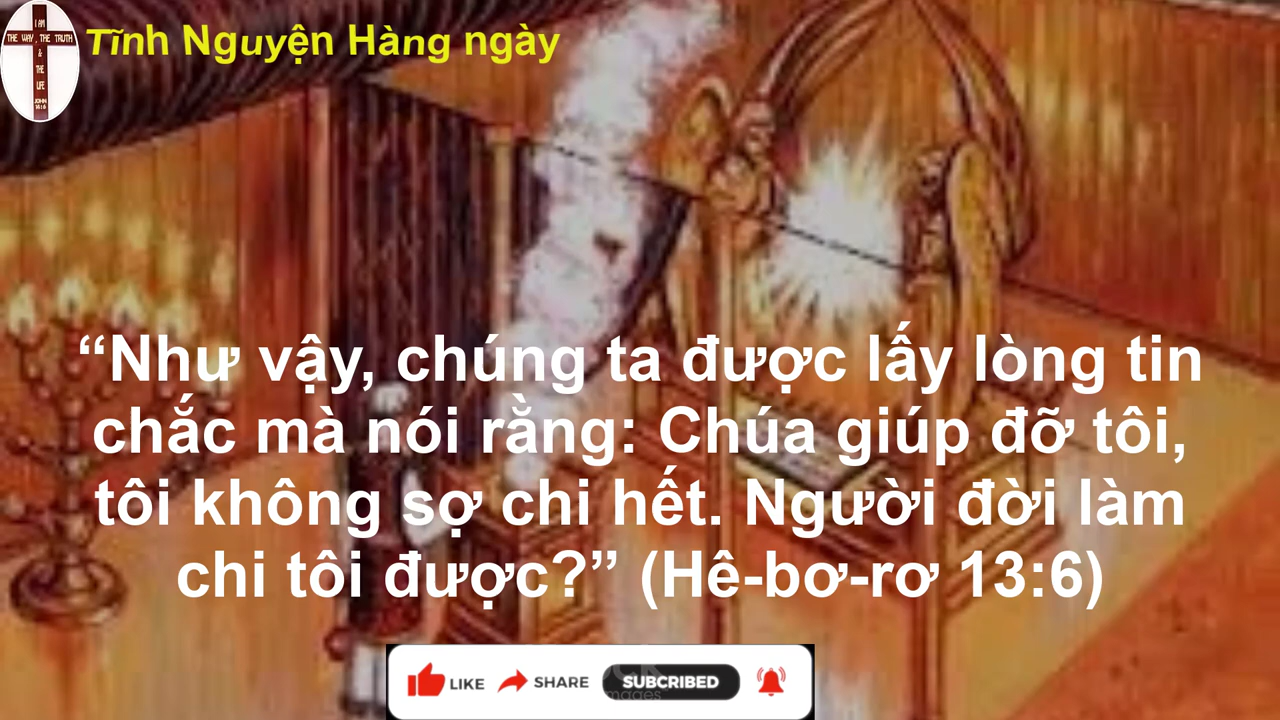 I AM
THE WAY, THE TRUTH
&
THE
LIFE
JOHN
14:6
Tĩnh Nguyện Hàng ngày
“Như vậy, chúng ta được lấy lòng tin
chắc mà nói rằng: Chúa giúp đỡ tôi,
tôi không sợ chi hết. Người đời làm
chi tôi được?” (Hê-bơ-rơ 13:6)
LIKE SHARE SUBCRIBED